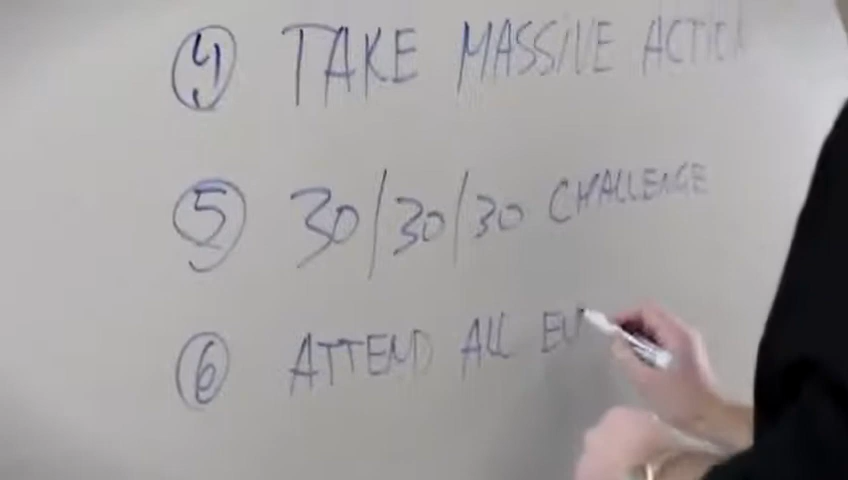 4 TAKE MASSIVE ACTION
5 30/30/30 CHALLENGE
6 ATTEND ALL EV